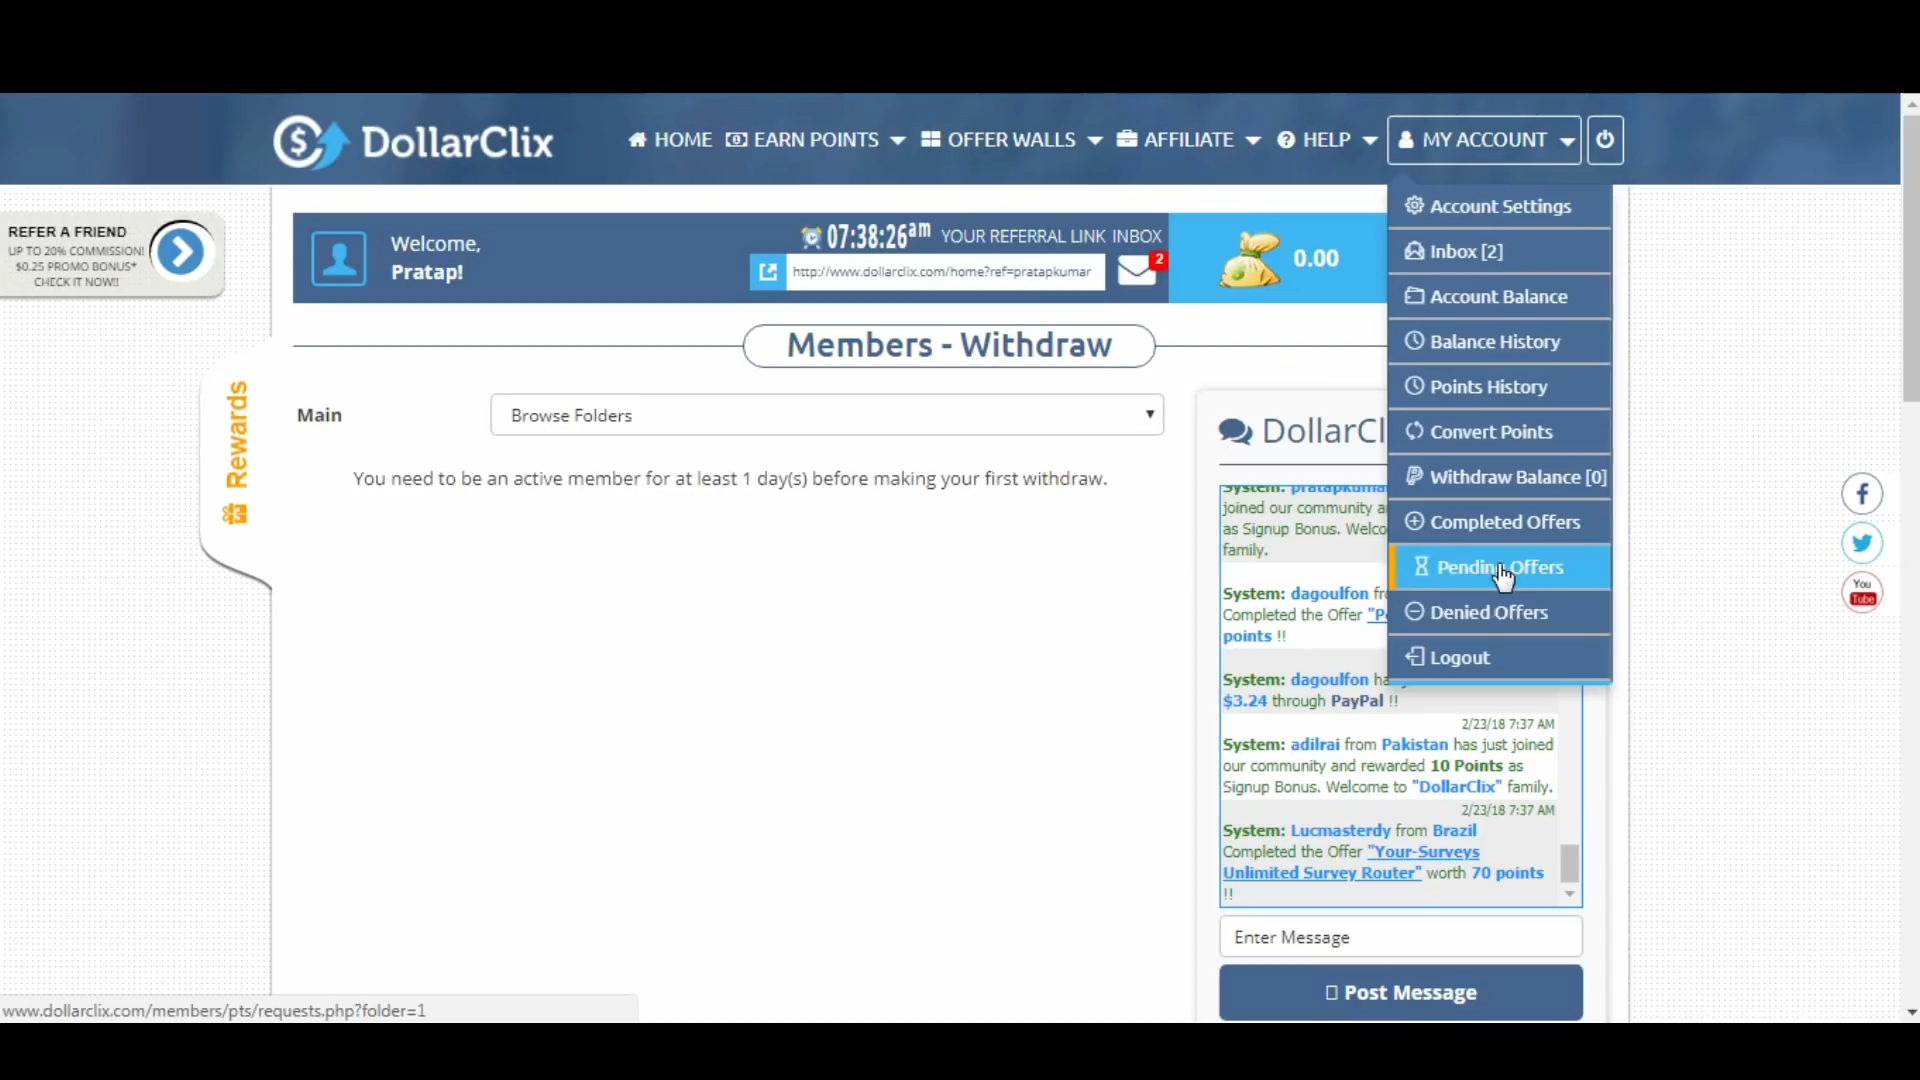 DollarClix
HOME EARN POINTS OFFER WALLS AFFILIATE HELP MY ACCOUNT
REFER A FRIEND
UP TO 20% COMMISSION!
$0.25 PROMO BONUS*
CHECK IT NOW!!
Rewards
Welcome,
Pratap!
07:38:26am YOUR REFERRAL LINK INBOX
http://www.dollarclix.com/home?ref=pratapkumar
2
0.00
Members - Withdraw
Main
Browse Folders
You need to be an active member for at least 1 day(s) before making your first withdraw.
Account Settings
Inbox [2]
Account Balance
Balance History
Points History
Convert Points
Withdraw Balance [0]
Completed Offers
Pending Offers
Denied Offers
Logout
DollarCl
System: pratapkumar
joined our community a
as Signup Bonus. Welco
family.
System: dagoulfon fr
Completed the Offer "P
points !!
System: dagoulfon ha
$3.24 through PayPal !!
2/23/18 7:37 AM
System: adilrai from Pakistan has just joined
our community and rewarded 10 Points as
Signup Bonus. Welcome to "DollarClix" family.
2/23/18 7:37 AM
System: Lucmasterdy from Brazil
Completed the Offer "Your-Surveys
Unlimited Survey Router" worth 70 points
!!
Enter Message
Post Message
You
Tube
www.dollarclix.com/members/pts/requests.php?folder=1